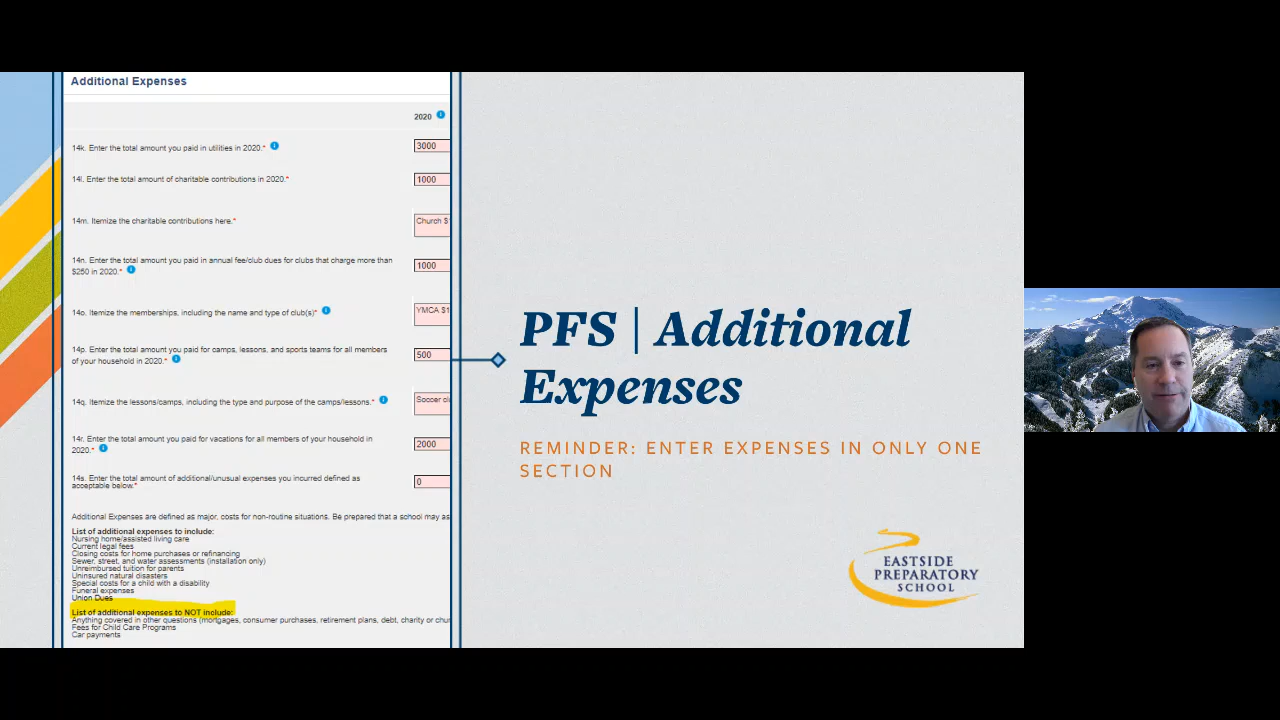 Additional Expenses
2020
14k. Enter the total amount you paid in utilities in 2020.*
3000
14l. Enter the total amount of charitable contributions in 2020.*
1000
14m. Itemize the charitable contributions here.*
Church $
14n. Enter the total amount you paid in annual fee/club dues for clubs that charge more than
$250 in 2020.*
1000
14o. Itemize the memberships, including the name and type of club(s)*
YMCA $1
14p. Enter the total amount you paid for camps, lessons, and sports teams for all members
of your household in 2020.*
500
14q. Itemize the lessons/camps, including the type and purpose of the camps/lessons.*
Soccer clu
14r. Enter the total amount you paid for vacations for all members of your household in
2020.*
2000
14s. Enter the total amount of additional/unusual expenses you incurred defined as
acceptable below.*
0
Additional Expenses are defined as major, costs for non-routine situations. Be prepared that a school may as
List of additional expenses to include:
Nursing home/assisted living care
Current legal fees
Closing costs for home purchases or refinancing
Sewer, street, and water assessments (installation only)
Unreimbursed tuition for parents
Uninsured natural disasters
Special costs for a child with a disability
Funeral expenses
Union Dues
List of additional expenses to NOT include:
Anything covered in other questions (mortgages, consumer purchases, retirement plans, debt, charity or chur
Fees for Child Care Programs
Car payments
PFS | Additional
Expenses
REMINDER: ENTER EXPENSES IN ONLY ONE
SECTION
EASTSIDE
PREPARATORY
SCHOOL